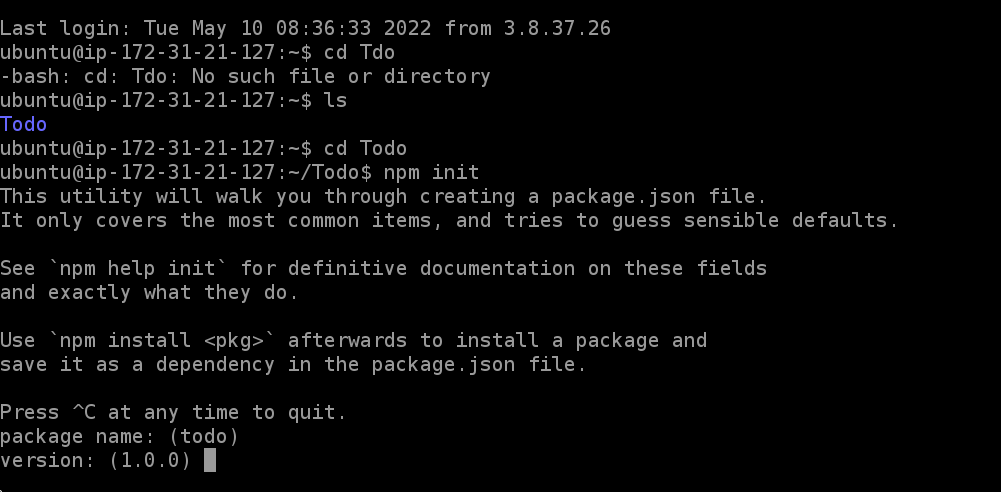 Last login: Tue May 10 08:36:33 2022 from 3.8.37.26
ubuntu@ip-172-31-21-127:~$ cd Tdo
-bash: cd: Tdo: No such file or directory
ubuntu@ip-172-31-21-127:~$ ls
Todo
ubuntu@ip-172-31-21-127:~$ cd Todo
ubuntu@ip-172-31-21-127:~/Todo$ npm init
This utility will walk you through creating a package.json file.
It only covers the most common items, and tries to guess sensible defaults.

See `npm help init` for definitive documentation on these fields
and exactly what they do.

Use `npm install <pkg>` afterwards to install a package and
save it as a dependency in the package.json file.

Press ^C at any time to quit.
package name: (todo)
version: (1.0.0)